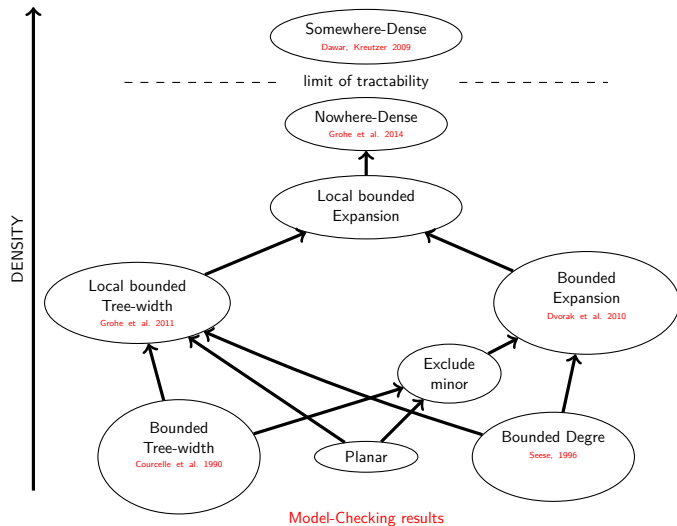 Somewhere-Dense
Dawar, Kreutzer 2009
limit of tractability
Nowhere-Dense
Grohe et al. 2014
Local bounded
Expansion
DENSITY
Local bounded
Tree-width
Grohe et al. 2011
Bounded
Expansion
Dvorak et al. 2010
Exclude
minor
Bounded
Tree-width
Courcelle et al. 1990
Planar
Bounded Degre
Seese, 1996
Model-Checking results